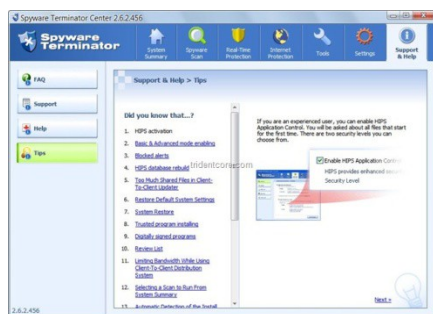 Spyware Terminator Center 2.6.2.456
Spyware
Terminator
System
Summary
Spyware
Scan
Real-Time
Protection
Internet
Protection
Tools
Settings
Support
& Help
FAQ
Support
Help
Tips
Support & Help > Tips
Did you know that...?
1. HIPS activation
2. Basic & Advanced mode enabling
3. Blocked alerts
4. HIPS database rebuild
5. Too Much Shared Files in Client-
To-Client Updater
6. Restore Default System Settings
7. System Restore
8. Trusted program installing
9. Digitally signed programs
10. Review List
11. Limiting Bandwidth While Using
Client-To-Client Distribution
System
12. Selecting a Scan to Run From
System Summary
13. Automatic Detection of the Install
If you are an experienced user, you can enable HIPS
Application Control. You will be asked about all files that start
for the first time. There are two security levels you can
choose from.
Enable HIPS Application Contr
HIPS provides enhanced
Security Level
tridentcore.com
Next »
2.6.2.456